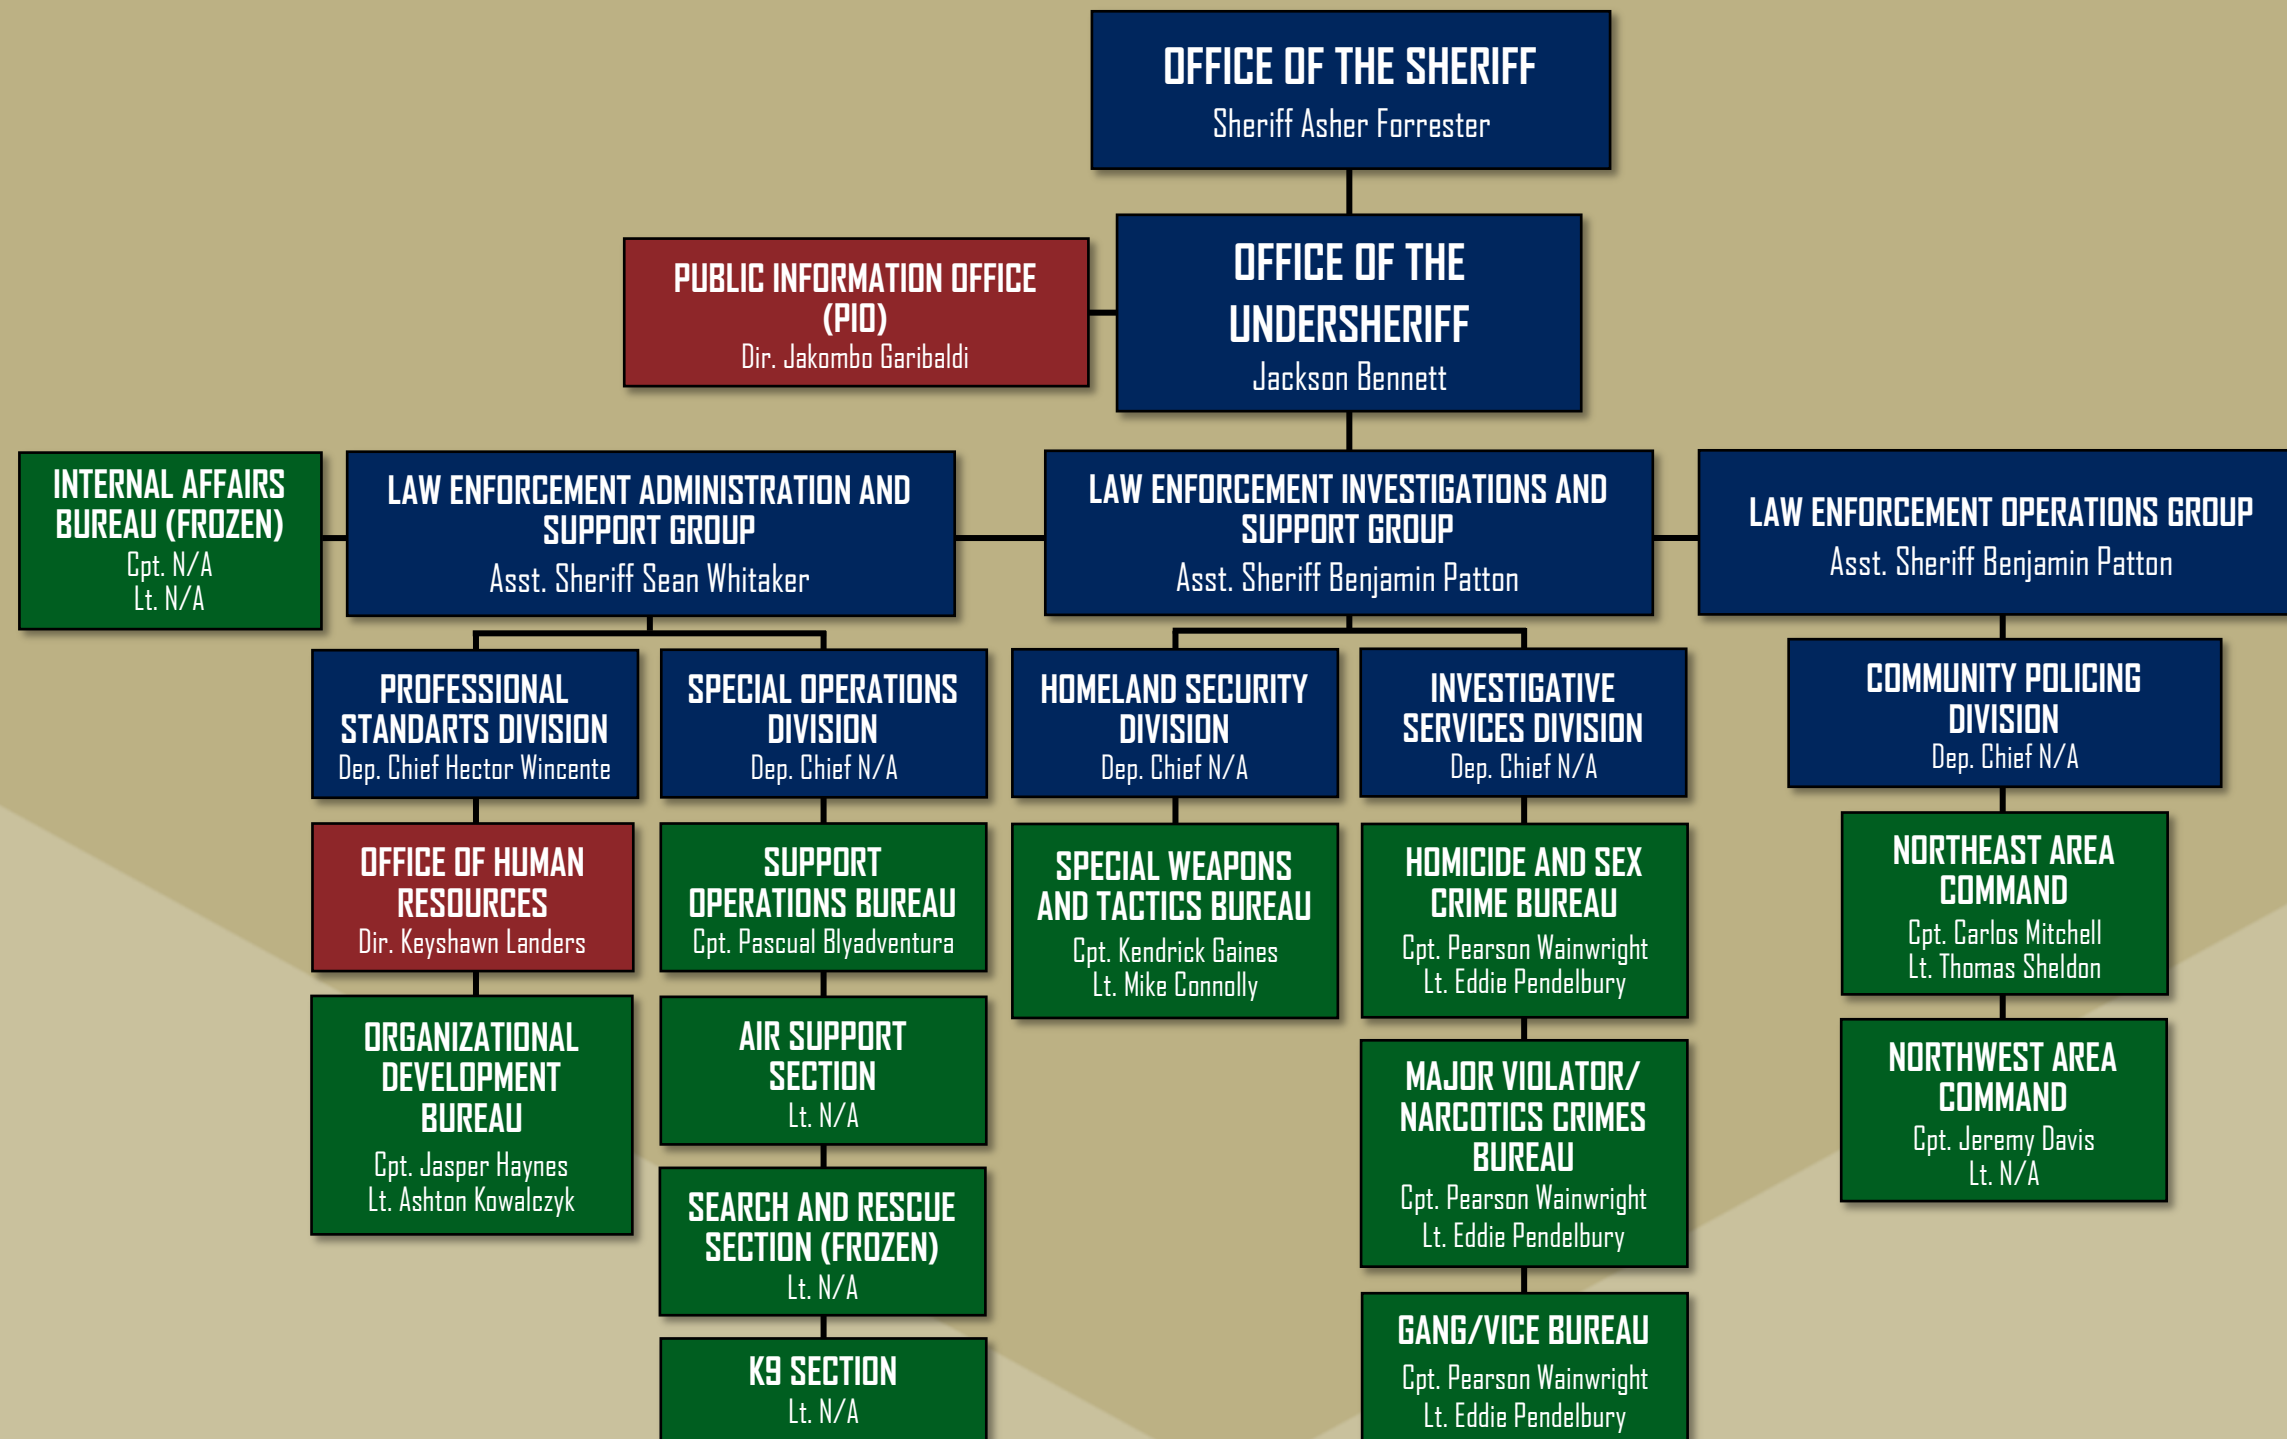 OFFICE OF THE SHERIFF
Sheriff Asher Forrester
PUBLIC INFORMATION OFFICE
(PIO)
Dir. Jakombo Garibaldi
OFFICE OF THE
UNDERSHERIFF
Jackson Bennett
INTERNAL AFFAIRS
BUREAU (FROZEN)
Cpt. N/A
Lt. N/A
LAW ENFORCEMENT ADMINISTRATION AND
SUPPORT GROUP
Asst. Sheriff Sean Whitaker
LAW ENFORCEMENT INVESTIGATIONS AND
SUPPORT GROUP
Asst. Sheriff Benjamin Patton
LAW ENFORCEMENT OPERATIONS GROUP
Asst. Sheriff Benjamin Patton
PROFESSIONAL
STANDARTS DIVISION
Dep. Chief Hector Wincente
SPECIAL OPERATIONS
DIVISION
Dep. Chief N/A
HOMELAND SECURITY
DIVISION
Dep. Chief N/A
INVESTIGATIVE
SERVICES DIVISION
Dep. Chief N/A
COMMUNITY POLICING
DIVISION
Dep. Chief N/A
OFFICE OF HUMAN
RESOURCES
Dir. Keyshawn Landers
SUPPORT
OPERATIONS BUREAU
Cpt. Pascual Blyadventura
SPECIAL WEAPONS
AND TACTICS BUREAU
Cpt. Kendrick Gaines
Lt. Mike Connolly
HOMICIDE AND SEX
CRIME BUREAU
Cpt. Pearson Wainwright
Lt. Eddie Pendelbury
NORTHEAST AREA
COMMAND
Cpt. Carlos Mitchell
Lt. Thomas Sheldon
ORGANIZATIONAL
DEVELOPMENT
BUREAU
Cpt. Jasper Haynes
Lt. Ashton Kowalczyk
AIR SUPPORT
SECTION
Lt. N/A
MAJOR VIOLATOR/
NARCOTICS CRIMES
BUREAU
Cpt. Pearson Wainwright
Lt. Eddie Pendelbury
NORTHWEST AREA
COMMAND
Cpt. Jeremy Davis
Lt. N/A
SEARCH AND RESCUE
SECTION (FROZEN)
Lt. N/A
K9 SECTION
Lt. N/A
GANG/VICE BUREAU
Cpt. Pearson Wainwright
Lt. Eddie Pendelbury